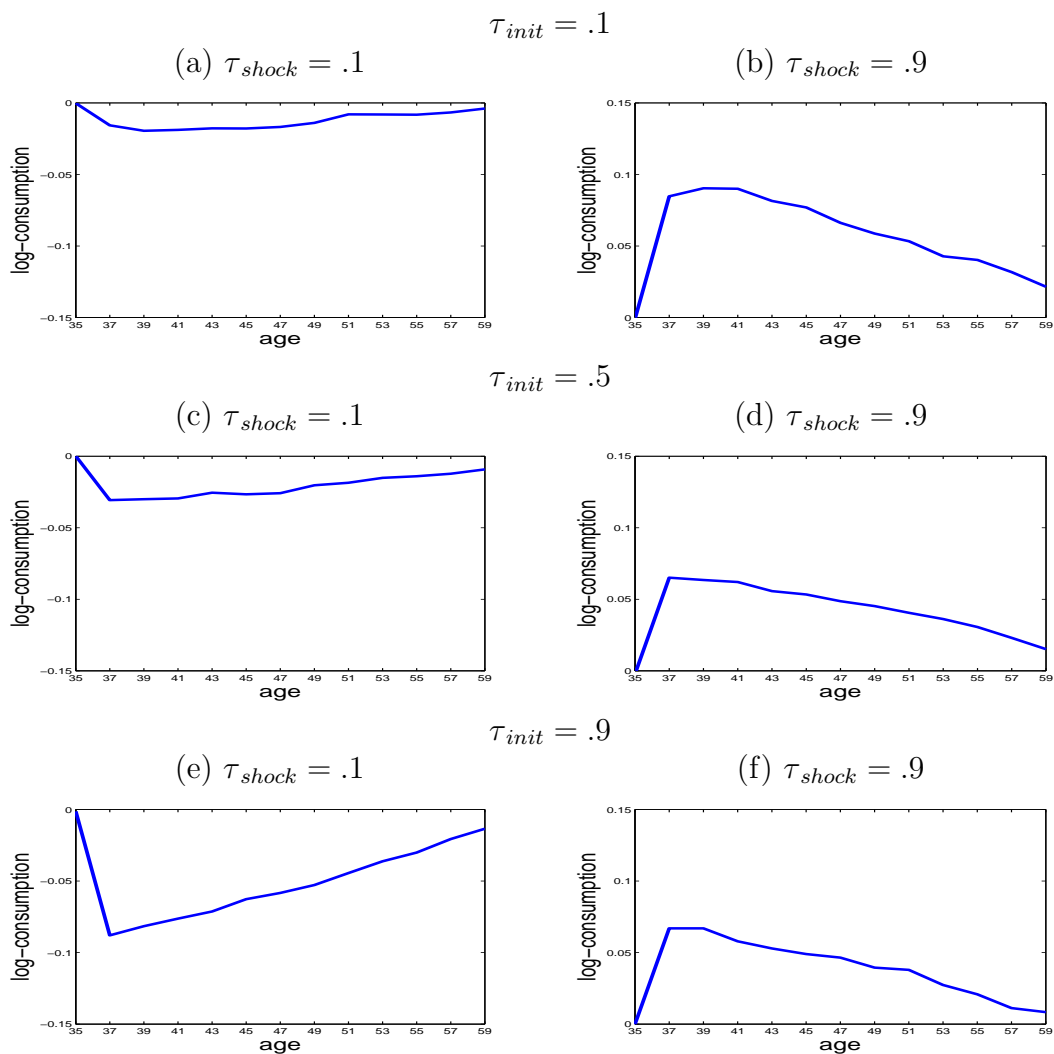 τ_init = .1
(a) τ_shock = .1
(b) τ_shock = .9
0
−0.05
−0.1
−0.15
log−consumption
35 37 39 41 43 45 47 49 51 53 55 57 59
age
0.15
0.1
0.05
0
log−consumption
35 37 39 41 43 45 47 49 51 53 55 57 59
age
τ_init = .5
(c) τ_shock = .1
(d) τ_shock = .9
0
−0.05
−0.1
−0.15
log−consumption
35 37 39 41 43 45 47 49 51 53 55 57 59
age
0.15
0.1
0.05
0
log−consumption
35 37 39 41 43 45 47 49 51 53 55 57 59
age
τ_init = .9
(e) τ_shock = .1
(f) τ_shock = .9
0
−0.05
−0.1
−0.15
log−consumption
35 37 39 41 43 45 47 49 51 53 55 57 59
age
0.15
0.1
0.05
0
log−consumption
35 37 39 41 43 45 47 49 51 53 55 57 59
age